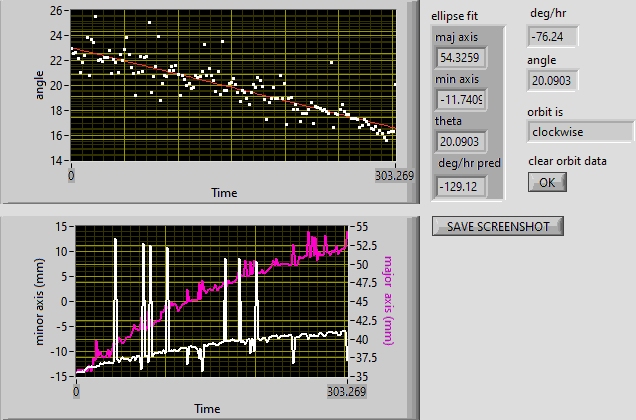 26
24
22
20
18
16
14
angle
0
303.269
Time
ellipse fit
maj axis
54.3259
min axis
-11.7409
theta
20.0903
deg/hr pred
-129.12
deg/hr
-76.24
angle
20.0903
orbit is
clockwise
clear orbit data
OK
SAVE SCREENSHOT
15
10
5
0
-5
-10
-15
minor axis (mm)
55
52.5
50
47.5
45
42.5
40
37.5
35
major axis (mm)
0
303.269
Time